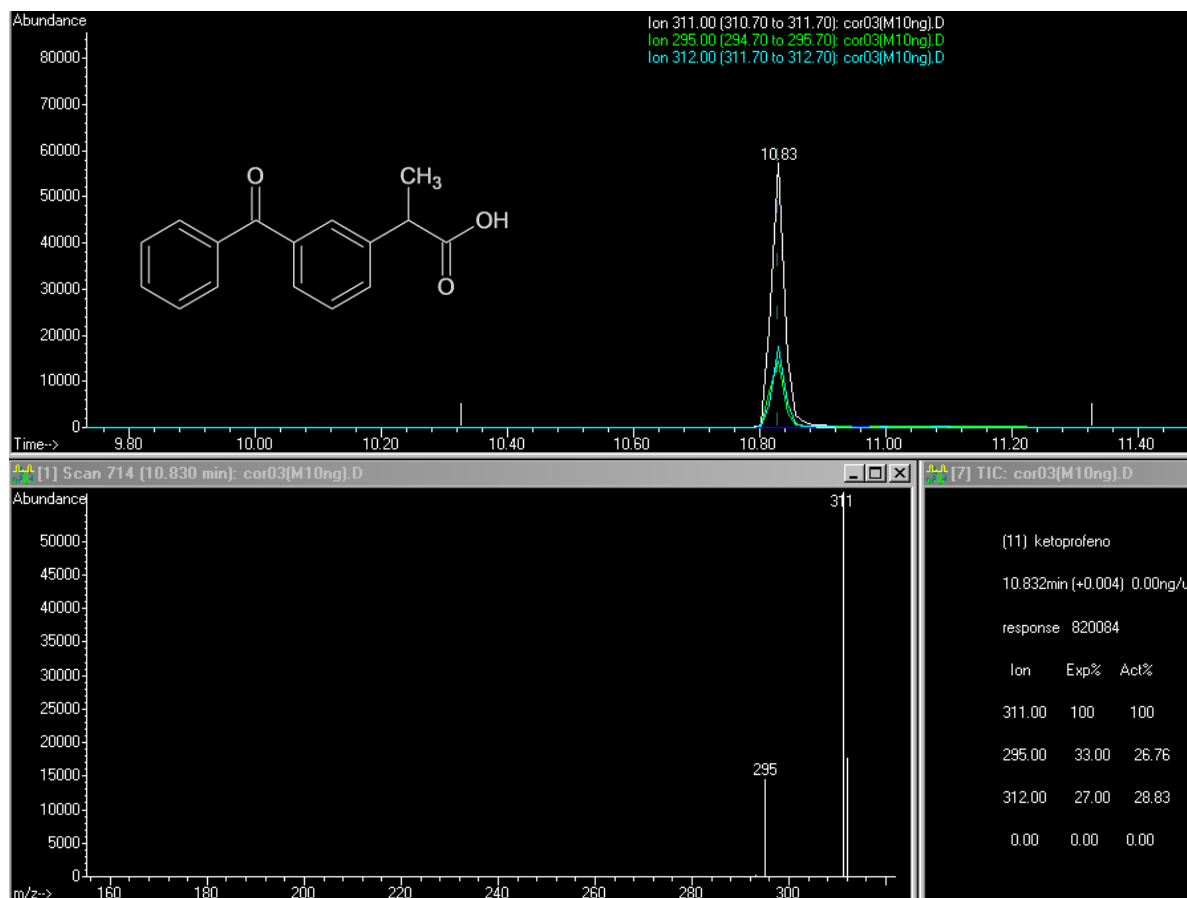 Abundance
Ion 311.00 (310.70 to 311.70): cor03(M10ng).D
Ion 295.00 (294.70 to 295.70): cor03(M10ng).D
Ion 312.00 (311.70 to 312.70): cor03(M10ng).D
80000
70000
60000
50000
40000
30000
20000
10000
0
10.83
O
CH3
OH
O
Time-->
9.80 10.00 10.20 10.40 10.60 10.80 11.00 11.20 11.40
[1] Scan 714 (10.830 min): cor03(M10ng).D
Abundance
50000
45000
40000
35000
30000
25000
20000
15000
10000
5000
0
311
295
m/z-->
160 180 200 220 240 260 280 300
[7] TIC: cor03(M10ng).D
(11) ketoprofeno
10.832min (+0.004) 0.00ng/u
response 820084
Ion Exp% Act%
311.00 100 100
295.00 33.00 26.76
312.00 27.00 28.83
0.00 0.00 0.00